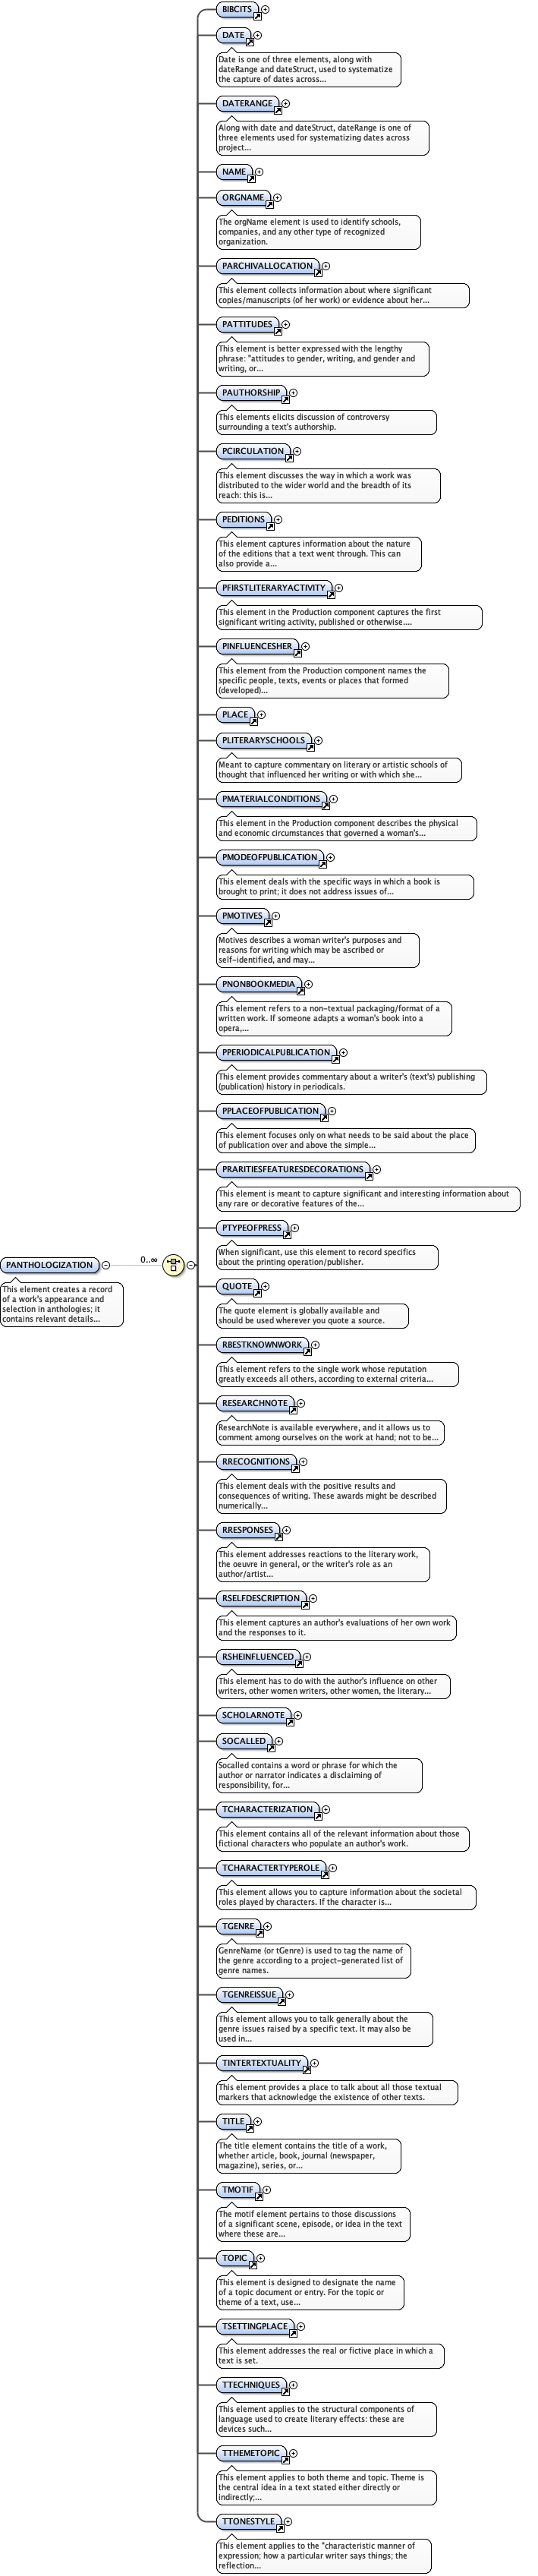 BIBCITS
DATE
Date is one of three elements, along with
dateRange and dateStruct, used to systematize
the capture of dates across...
DATERANGE
Along with date and dateStruct, dateRange is one of
three elements used for systematizing dates across
project...
NAME
ORGNAME
The orgName element is used to identify schools,
companies, and any other type of recognized
organization.
PARCHIVALLOCATION
This element collects information about where significant
copies/manuscripts (of her work) or evidence about her...
PATTITUDES
This element is better expressed with the lengthy
phrase: "attitudes to gender, writing, and gender and
writing, or...
PAUTHORSHIP
This elements elicits discussion of controversy
surrounding a text's authorship.
PCIRCULATION
This element discusses the way in which a work was
distributed to the wider world and the breadth of its
reach: this is...
PEDITIONS
This element captures information about the nature
of the editions that a text went through. This can
also provide a...
PFIRSTLITERARYACTIVITY
This element in the Production component captures the first
significant writing activity, published or otherwise....
PINFLUENCESHER
This element from the Production component names the
specific people, texts, events or places that formed
(developed)...
PLACE
PLITERARYSCHOOLS
Meant to capture commentary on literary or artistic schools of
thought that influenced her writing or with which she...
PMATERIALCONDITIONS
This element in the Production component describes the physical
and economic circumstances that governed a woman's...
PMODEOFPUBLICATION
This element deals with the specific ways in which a book is
brought to print; it does not address issues of...
PMOTIVES
Motives describes a woman writer's purposes and
reasons for writing which may be ascribed or
self-identified, and may...
PNONBOOKMEDIA
This element refers to a non-textual packaging/format of a
written work. If someone adapts a woman's book into a
opera,...
PPERIODICALPUBLICATION
This element provides commentary about a writer's (text's) publishing
(publication) history in periodicals.
PPLACEOFPUBLICATION
This element focuses only on what needs to be said about the place
of publication over and above the simple...
PRARITIESFEATURESDECORATIONS
This element is meant to capture significant and interesting information about
any rare or decorative features of the...
PTYPEOFPRESS
When significant, use this element to record specifics
about the printing operation/publisher.
PANTHOLOGIZATION
0..∞
This element creates a record
of a work's appearance and
selection in anthologies; it
contains relevant details...
QUOTE
The quote element is globally available and
should be used wherever you quote a source.
RBESTKNOWNWORK
This element refers to the single work whose reputation
greatly exceeds all others, according to external criteria...
RESEARCHNOTE
ResearchNote is available everywhere, and it allows us to
comment among ourselves on the work at hand; not to be...
RRECOGNITIONS
This element deals with the positive results and
consequences of writing. These awards might be described
numerically...
RRESPONSES
This element addresses reactions to the literary work,
the oeuvre in general, or the writer's role as an
author/artist...
RSELFDESCRIPTION
This element captures an author's evaluations of her own work
and the responses to it.
RSHEINFLUENCED
This element has to do with the author's influence on other
writers, other women writers, other women, the literary...
SCHOLARNOTE
SOCALLED
Socalled contains a word or phrase for which the
author or narrator indicates a disclaiming of
responsibility, for...
TCHARACTERIZATION
This element contains all of the relevant information about those
fictional characters who populate an author's work.
TCHARACTERTYPEROLE
This element allows you to capture information about the societal
roles played by characters. If the character is...
TGENRE
GenreName (or tGenre) is used to tag the name of
the genre according to a project-generated list of
genre names.
TGENREISSUE
This element allows you to talk generally about the
genre issues raised by a specific text. It may also be
used in...
TINTERTEXTUALITY
This element provides a place to talk about all those textual
markers that acknowledge the existence of other texts.
TITLE
The title element contains the title of a work,
whether article, book, journal (newspaper,
magazine), series, or...
TMOTIF
The motif element pertains to those discussions
of a significant scene, episode, or idea in the text
where these are...
TOPIC
This element is designed to designate the name
of a topic document or entry. For the topic or
theme of a text, use...
TSETTINGPLACE
This element addresses the real or fictive place in which a
text is set.
TTECHNIQUES
This element applies to the structural components of
language used to create literary effects: these are
devices such...
TTHEMETOPIC
This element applies to both theme and topic. Theme is
the central idea in a text stated either directly or
indirectly;...
TTONESTYLE
This element applies to the "characteristic manner of
expression; how a particular writer says things; the
reflection...